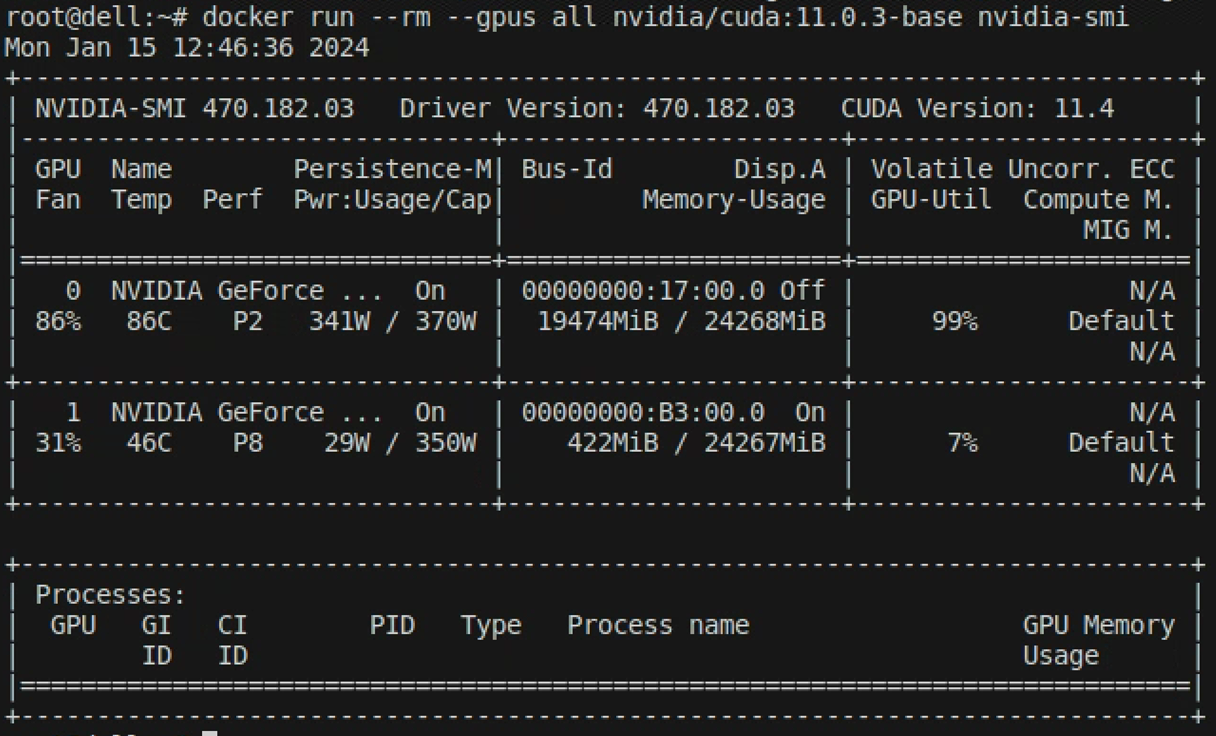 root@dell:~# docker run --rm --gpus all nvidia/cuda:11.0.3-base nvidia-smi
Mon Jan 15 12:46:36 2024
+-----------------------------------------------------------------------------+
| NVIDIA-SMI 470.182.03   Driver Version: 470.182.03   CUDA Version: 11.4     |
|-------------------------------+----------------------+----------------------+
| GPU  Name        Persistence-M| Bus-Id        Disp.A | Volatile Uncorr. ECC |
| Fan  Temp  Perf  Pwr:Usage/Cap|         Memory-Usage | GPU-Util  Compute M. |
|                               |                      |               MIG M. |
|===============================+======================+======================|
|   0  NVIDIA GeForce ...  On   | 00000000:17:00.0 Off |                  N/A |
| 86%   86C    P2   341W / 370W |  19474MiB / 24268MiB |     99%      Default |
|                               |                      |                  N/A |
+-------------------------------+----------------------+----------------------+
|   1  NVIDIA GeForce ...  On   | 00000000:B3:00.0  On |                  N/A |
| 31%   46C    P8    29W / 350W |    422MiB / 24267MiB |      7%      Default |
|                               |                      |                  N/A |
+-------------------------------+----------------------+----------------------+

+-----------------------------------------------------------------------------+
| Processes:                                                                  |
|  GPU   GI   CI        PID   Type   Process name                  GPU Memory |
|        ID   ID                                                   Usage      |
|=============================================================================|
+-----------------------------------------------------------------------------+